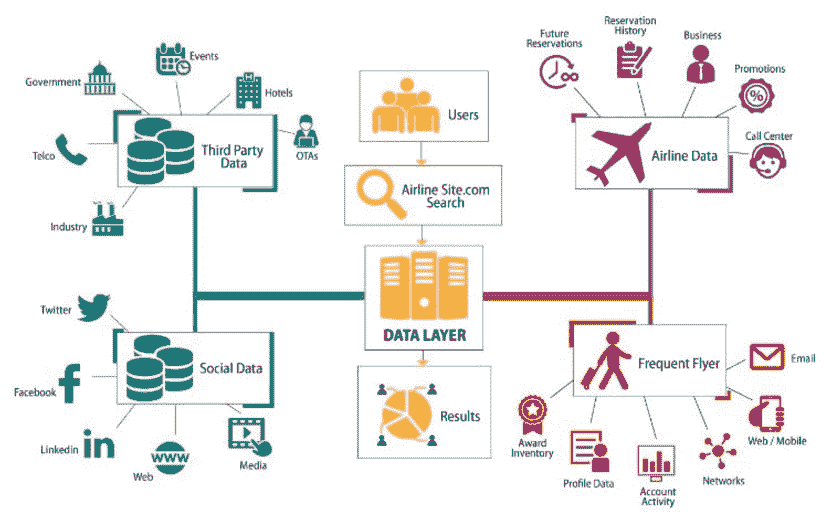 Events
Government
Hotels
Telco
Third Party
Data
OTAs
Industry
Users
Airline Site.com
Search
DATA LAYER
Results
Future
Reservations
Reservation
History
Business
Promotions
%
Airline Data
Call Center
Twitter
Social Data
Facebook
f
Linkedin
in
www
Web
Media
Frequent Flyer
Email
Web / Mobile
Award
Inventory
Profile Data
Account
Activity
Networks